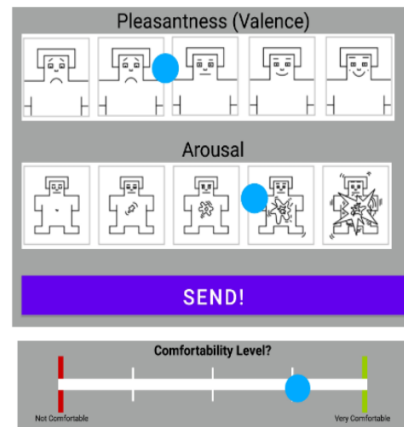 Pleasantness (Valence)
Arousal
SEND!
Comfortability Level?
Not Comfortable
Very Comfortable